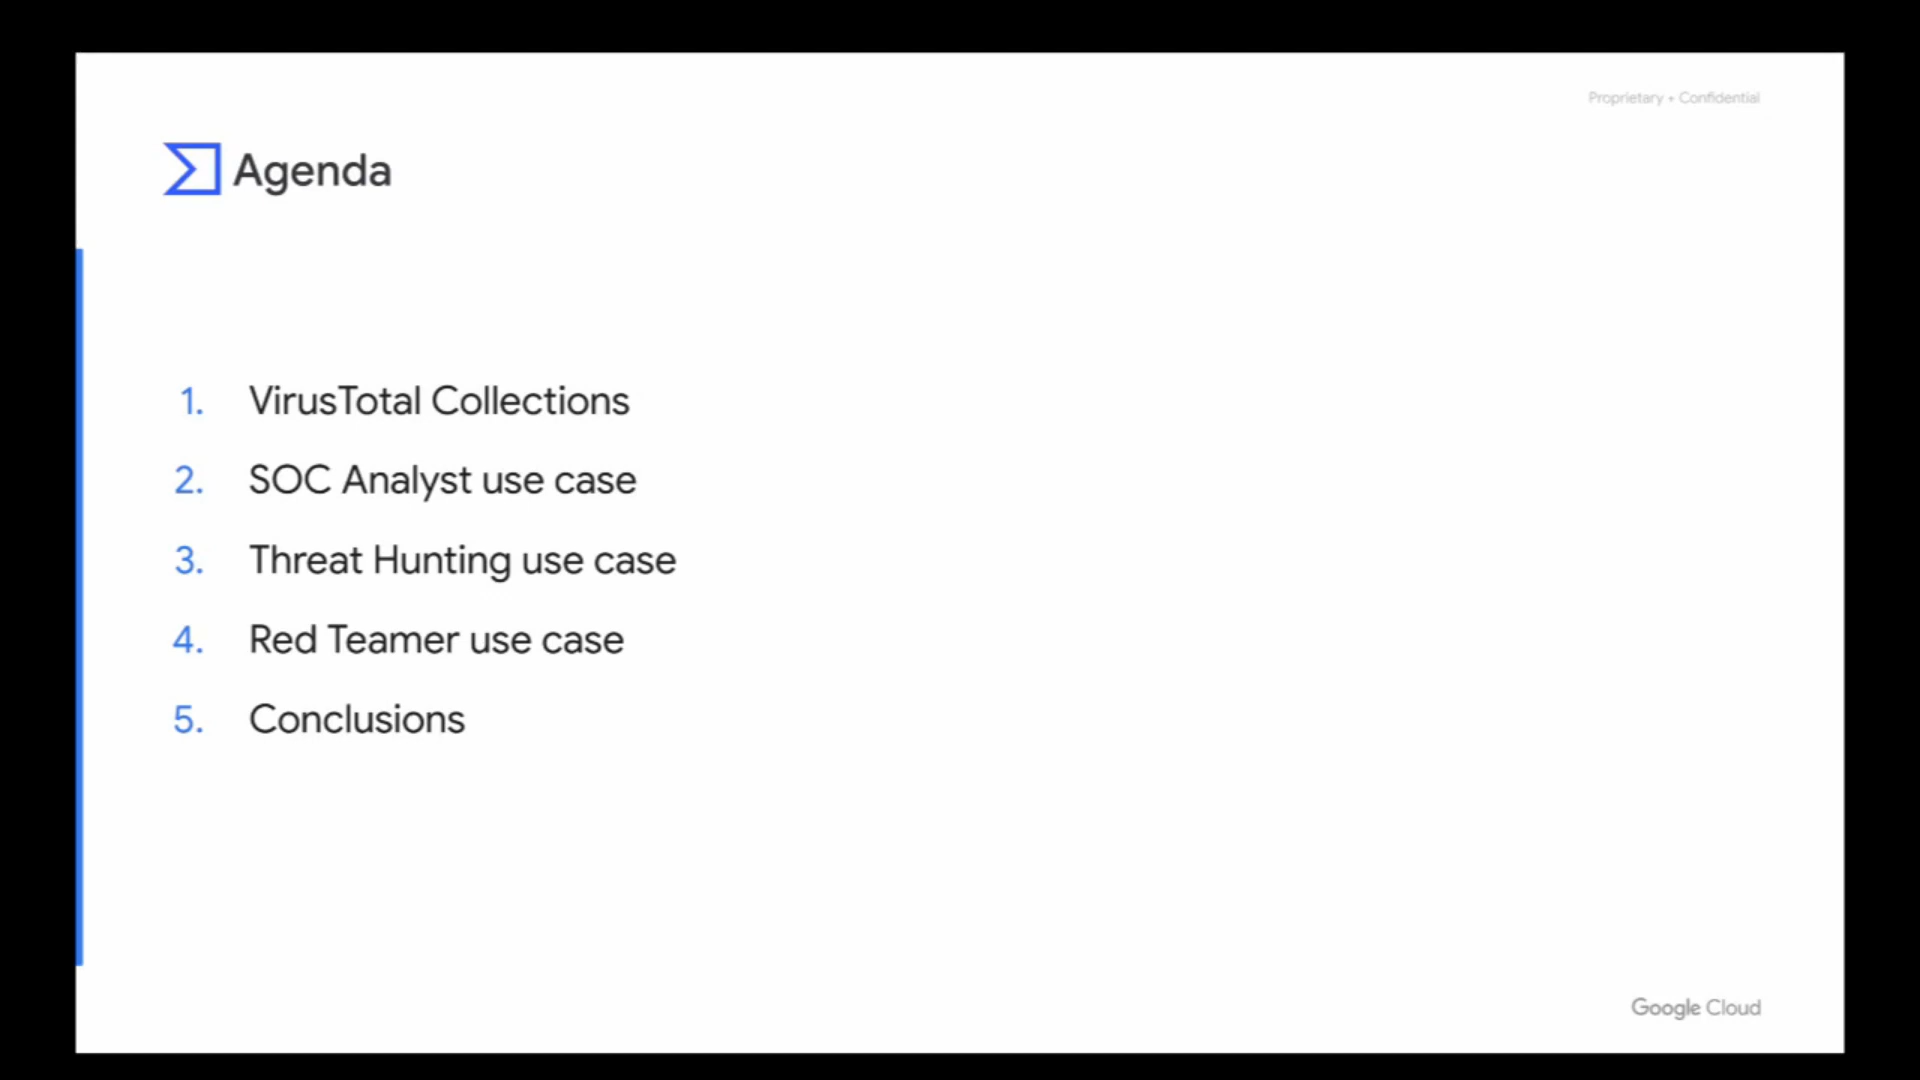 Proprietary + Confidential
Agenda
1. VirusTotal Collections
2. SOC Analyst use case
3. Threat Hunting use case
4. Red Teamer use case
5. Conclusions
Google Cloud